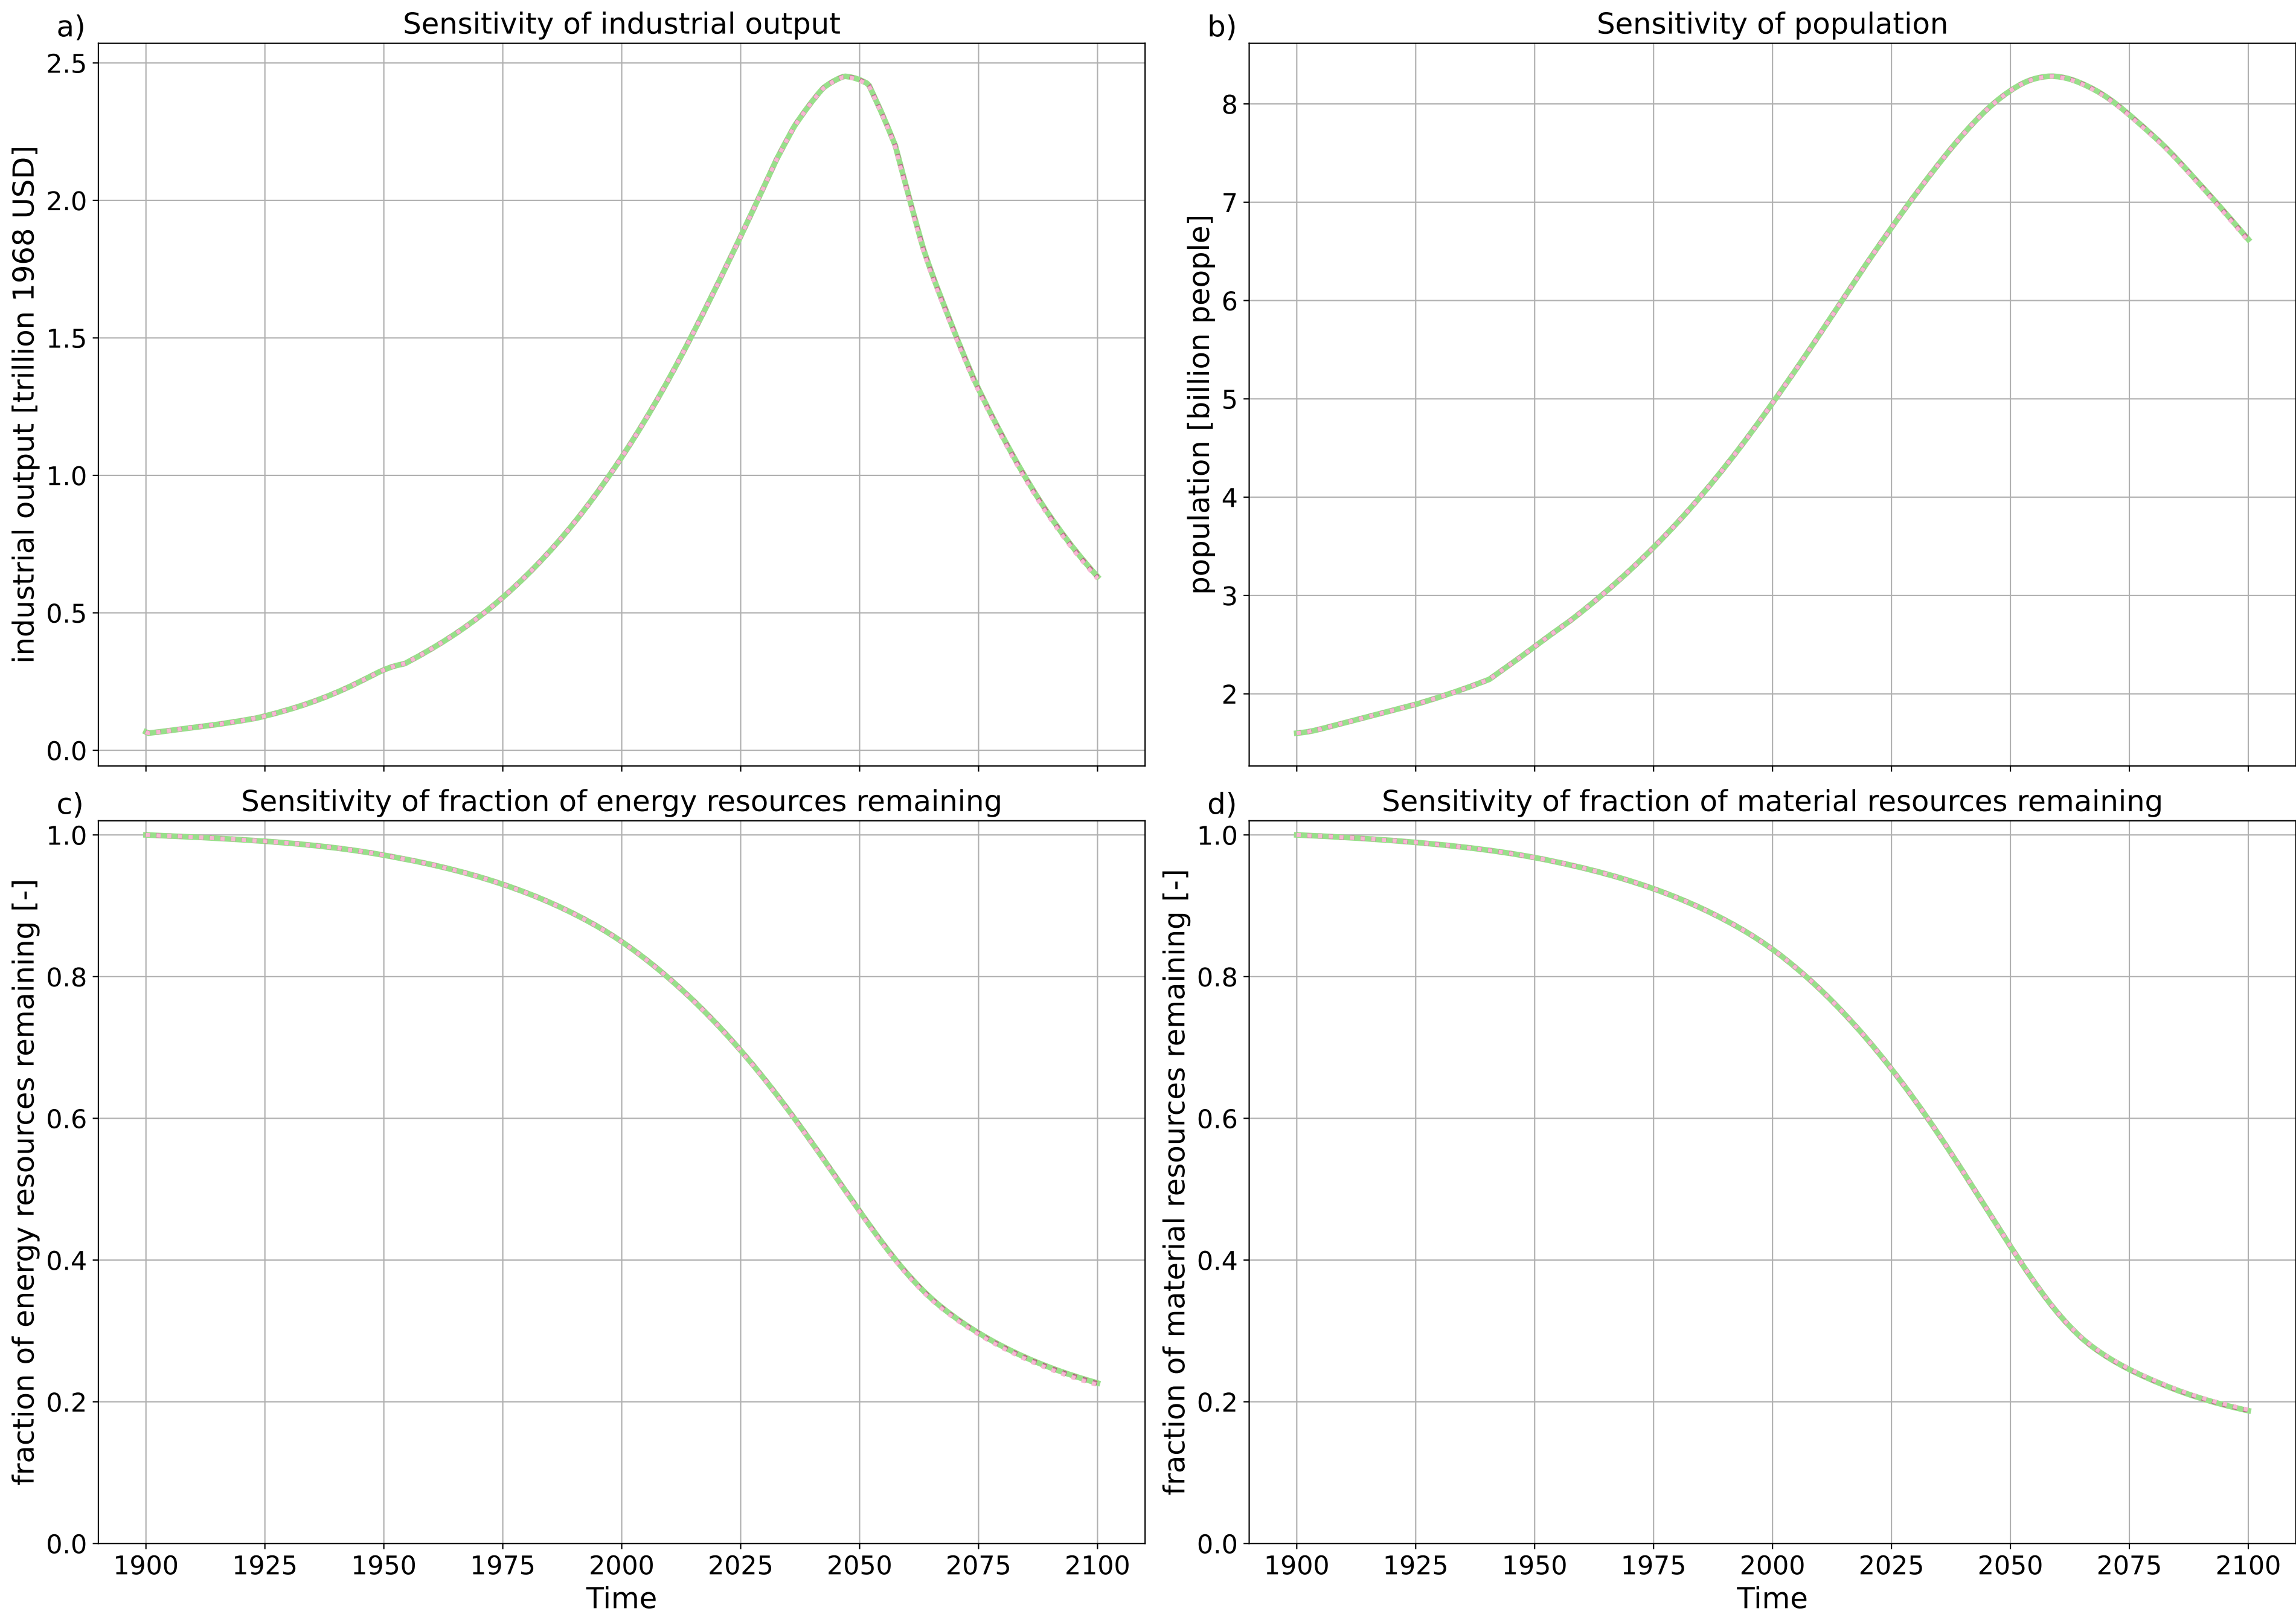 a)
Sensitivity of industrial output
industrial output [trillion 1968 USD]
2.5
2.0
1.5
1.0
0.5
0.0
b)
Sensitivity of population
population [billion people]
8
7
6
5
4
3
2
c)
Sensitivity of fraction of energy resources remaining
fraction of energy resources remaining [-]
1.0
0.8
0.6
0.4
0.2
0.0
1900 1925 1950 1975 2000 2025 2050 2075 2100
Time
d)
Sensitivity of fraction of material resources remaining
fraction of material resources remaining [-]
1.0
0.8
0.6
0.4
0.2
0.0
1900 1925 1950 1975 2000 2025 2050 2075 2100
Time